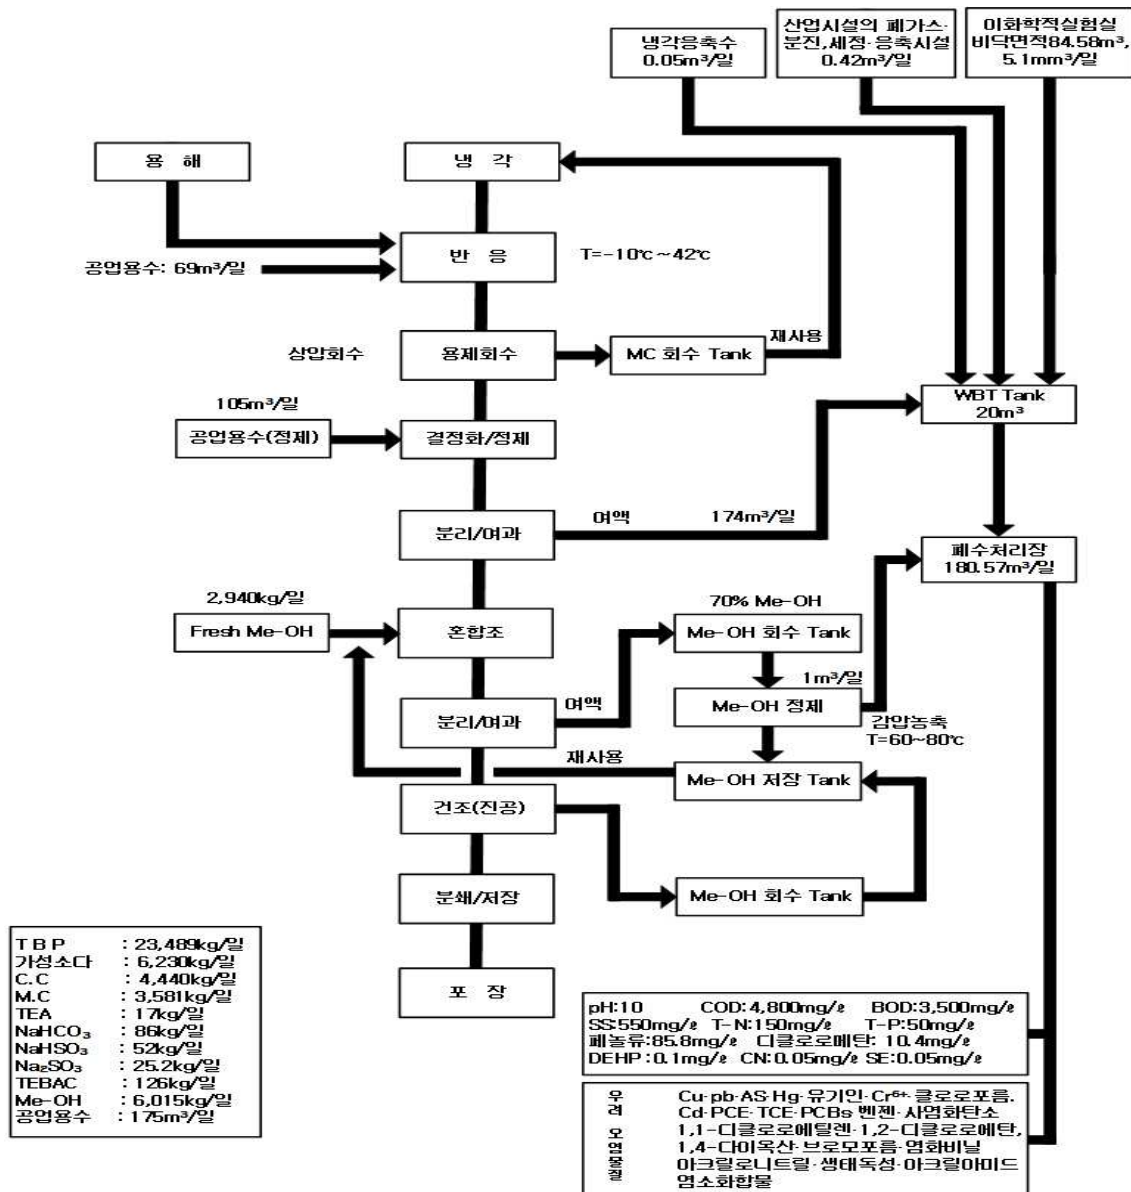 냉각응축수
0.05m³/일
산업시설의 폐가스·
분진,세정·응축시설
0.42m³/일
이화학적실험실
비닥면적84.58m³,
5.1mm³/일
용 해
냉 각
반 응
T=-10℃~42℃
공업용수: 69m³/일
상압회수
용제회수
MC 회수 Tank
재사용
105m³/일
공업용수(정제)
결정화/정제
WBT Tank
20m³
분리/여과
여액
174m³/일
폐수처리장
180.57m³/일
2,940kg/일
Fresh Me-OH
혼합조
70% Me-OH
Me-OH 회수 Tank
1m³/일
분리/여과
여액
Me-OH 정제
감압농축
T=60~80℃
재사용
Me-OH 저장 Tank
건조(진공)
분쇄/저장
Me-OH 회수 Tank
포 장
T B P : 23,489kg/일
가성소다 : 6,230kg/일
C.C : 4,440kg/일
M.C : 3,581kg/일
TEA : 17kg/일
NaHCO₃ : 86kg/일
NaHSO₃ : 52kg/일
Na₂SO₃ : 25.2kg/일
TEBAC : 126kg/일
Me-OH : 6,015kg/일
공업용수 : 175m³/일
pH:10 COD:4,800mg/ℓ BOD:3,500mg/ℓ
SS:550mg/ℓ T-N:150mg/ℓ T-P:50mg/ℓ
페놀류:85.8mg/ℓ 디클로로메탄: 10.4mg/ℓ
DEHP:0.1mg/ℓ CN:0.05mg/ℓ SE:0.05mg/ℓ
우려오염물질
Cu·pb·AS·Hg·유기인·Cr⁶⁺·클로로포름.
Cd·PCE·TCE·PCBs 벤젠·사염화탄소
1,1-디클로로에틸렌·1,2-디클로로에탄,
1,4-다이옥산·브로모포름·염화비닐
아크릴로니트릴·생태독성·아크릴아미드
염소화합물